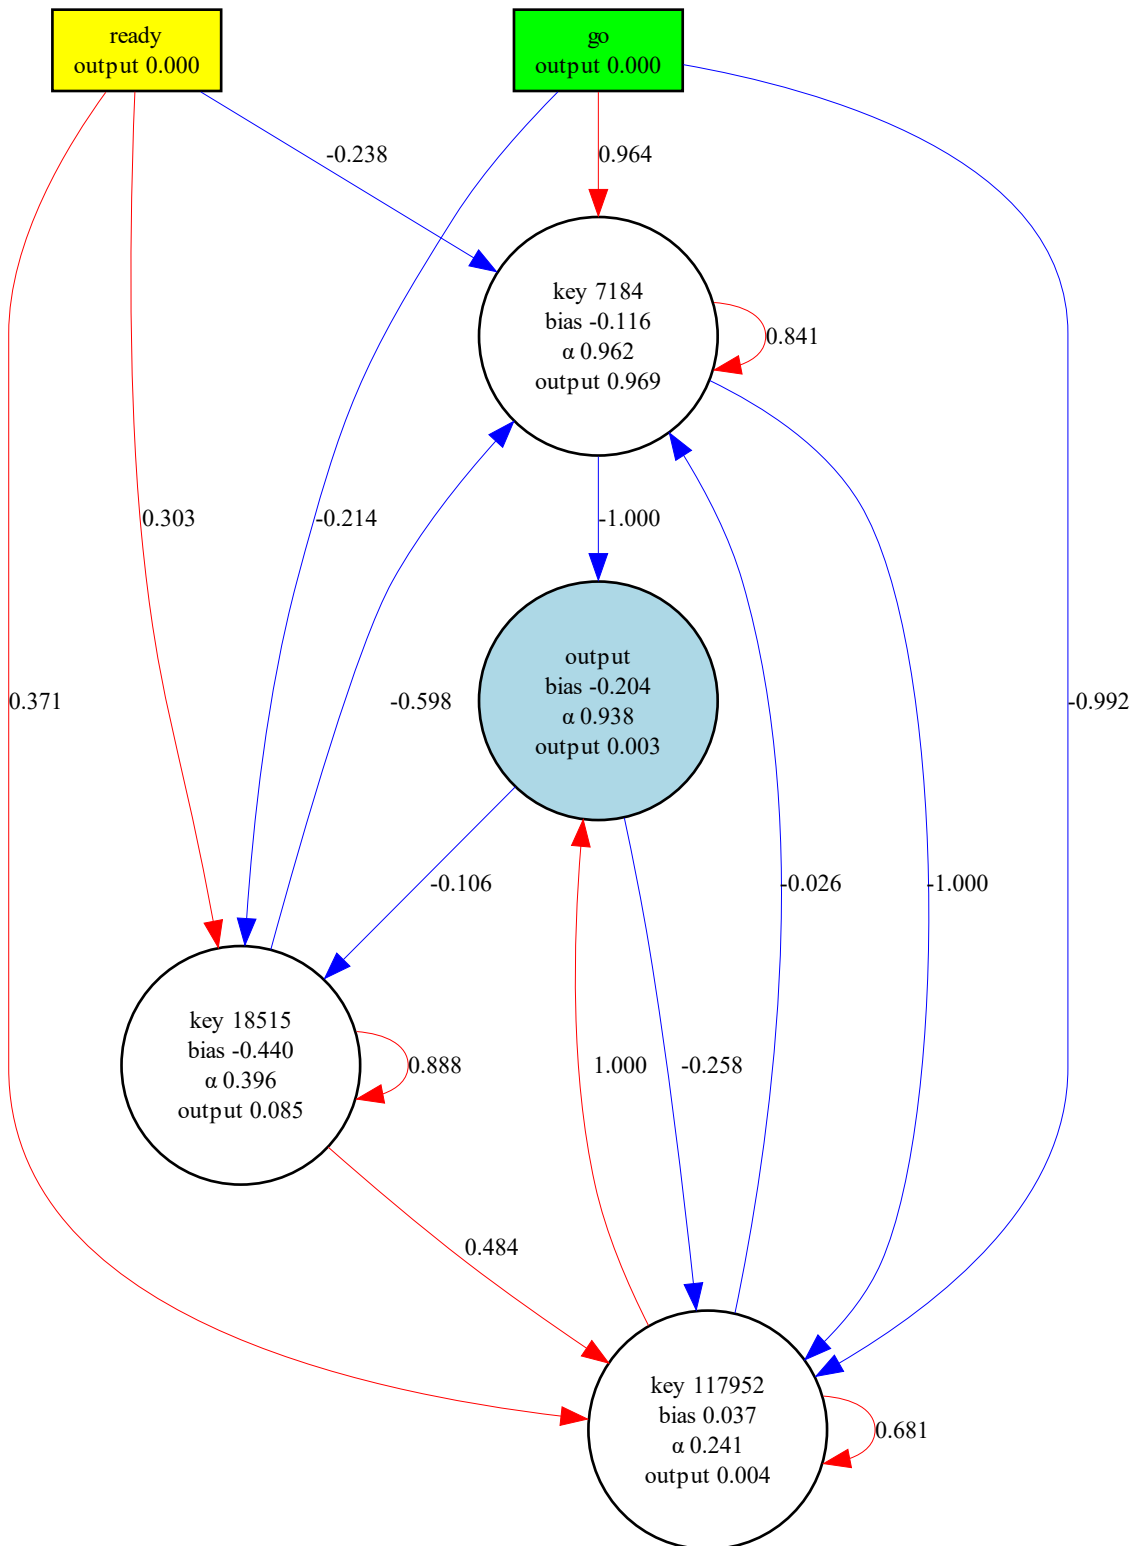 ready
output 0.000
go
output 0.000
-0.238
0.964
key 7184
bias -0.116
α 0.962
output 0.969
0.841
0.303
-0.214
-1.000
output
bias -0.204
α 0.938
output 0.003
0.371
-0.598
-0.992
-0.106
-0.026
-1.000
key 18515
bias -0.440
α 0.396
output 0.085
0.888
1.000
-0.258
0.484
key 117952
bias 0.037
α 0.241
output 0.004
0.681